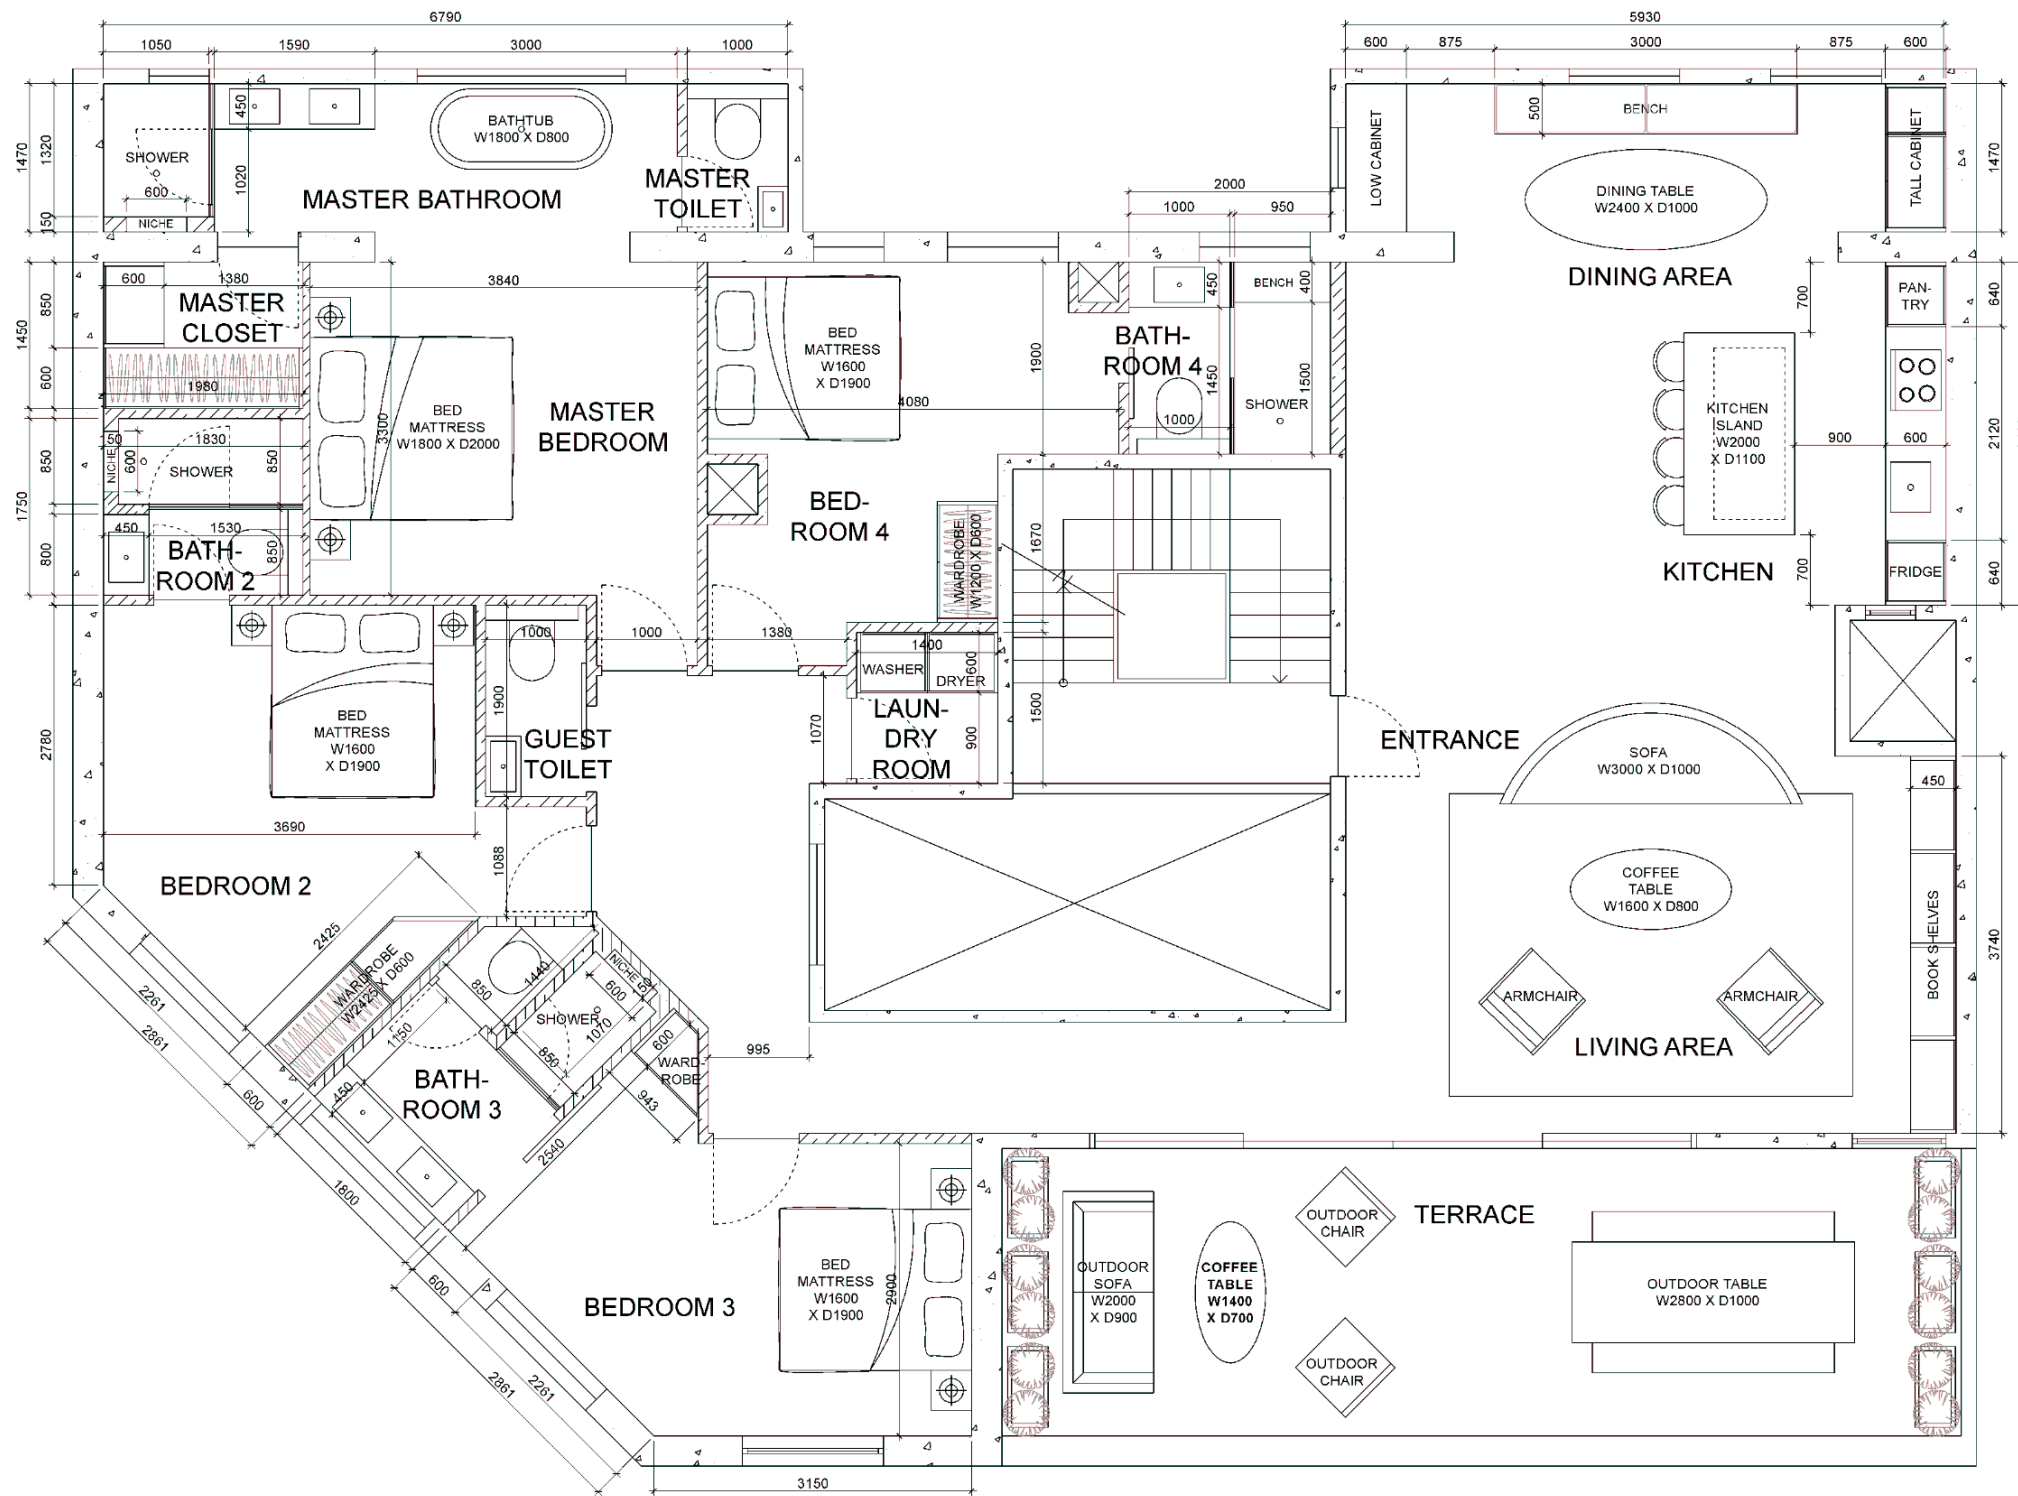 6790
5930
1050
1590
3000
1000
600
875
3000
875
600
1470
1320
150
450
1020
SHOWER
600
NICHE
BATHTUB
W1800 X D800
MASTER BATHROOM
MASTER
TOILET
2000
1000
950
500
BENCH
LOW CABINET
DINING TABLE
W2400 X D1000
TALL CABINET
1470
DINING AREA
600
1380
3840
850
1450
600
MASTER
CLOSET
1980
BED
MATTRESS
W1800 X D2000
3300
MASTER
BEDROOM
BED
MATTRESS
W1600
X D1900
4080
1900
450
BENCH
400
BATH-
ROOM 4
1450
1000
1500
SHOWER
700
PAN-
TRY
640
KITCHEN
ISLAND
W2000
X D1100
900
600
2120
700
KITCHEN
FRIDGE
640
1750
850
800
150
1830
NICHE
600
SHOWER
850
450
1530
850
BATH-
ROOM 2
BED-
ROOM 4
WARDROBE
W1200 X D600
1670
1000
1000
1380
1400
WASHER
DRYER
600
1500
1070
900
LAUN-
DRY
ROOM
1900
GUEST
TOILET
2780
BED
MATTRESS
W1600
X D1900
3690
1088
BEDROOM 2
ENTRANCE
SOFA
W3000 X D1000
450
COFFEE
TABLE
W1600 X D800
BOOK SHELVES
3740
ARMCHAIR
ARMCHAIR
LIVING AREA
2425
WARDROBE
W2425 X D600
2261
2861
600
850
1440
1150
NICHE
150
600
SHOWER
1070
850
600
WARD-
ROBE
943
995
450
BATH-
ROOM 3
2540
1800
600
2261
2861
BEDROOM 3
BED
MATTRESS
W1600
X D1900
2900
3150
TERRACE
OUTDOOR
SOFA
W2000
X D900
COFFEE
TABLE
W1400
X D700
OUTDOOR
CHAIR
OUTDOOR
CHAIR
OUTDOOR TABLE
W2800 X D1000